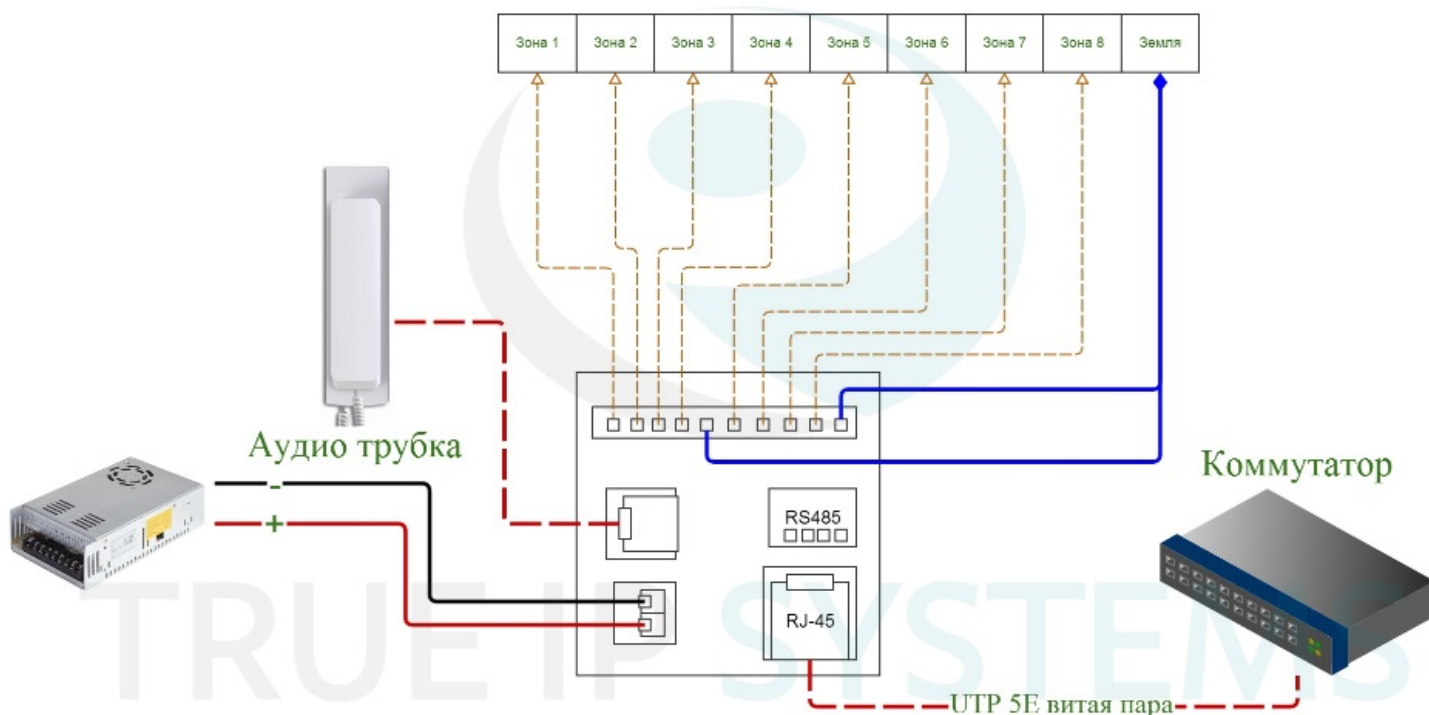 Зона 1 Зона 2 Зона 3 Зона 4 Зона 5 Зона 6 Зона 7 Зона 8 Земля
Аудио трубка
Коммутатор
-
+
RS485
RJ-45
TRUE IP SYSTEMS
UTP 5E витая пара